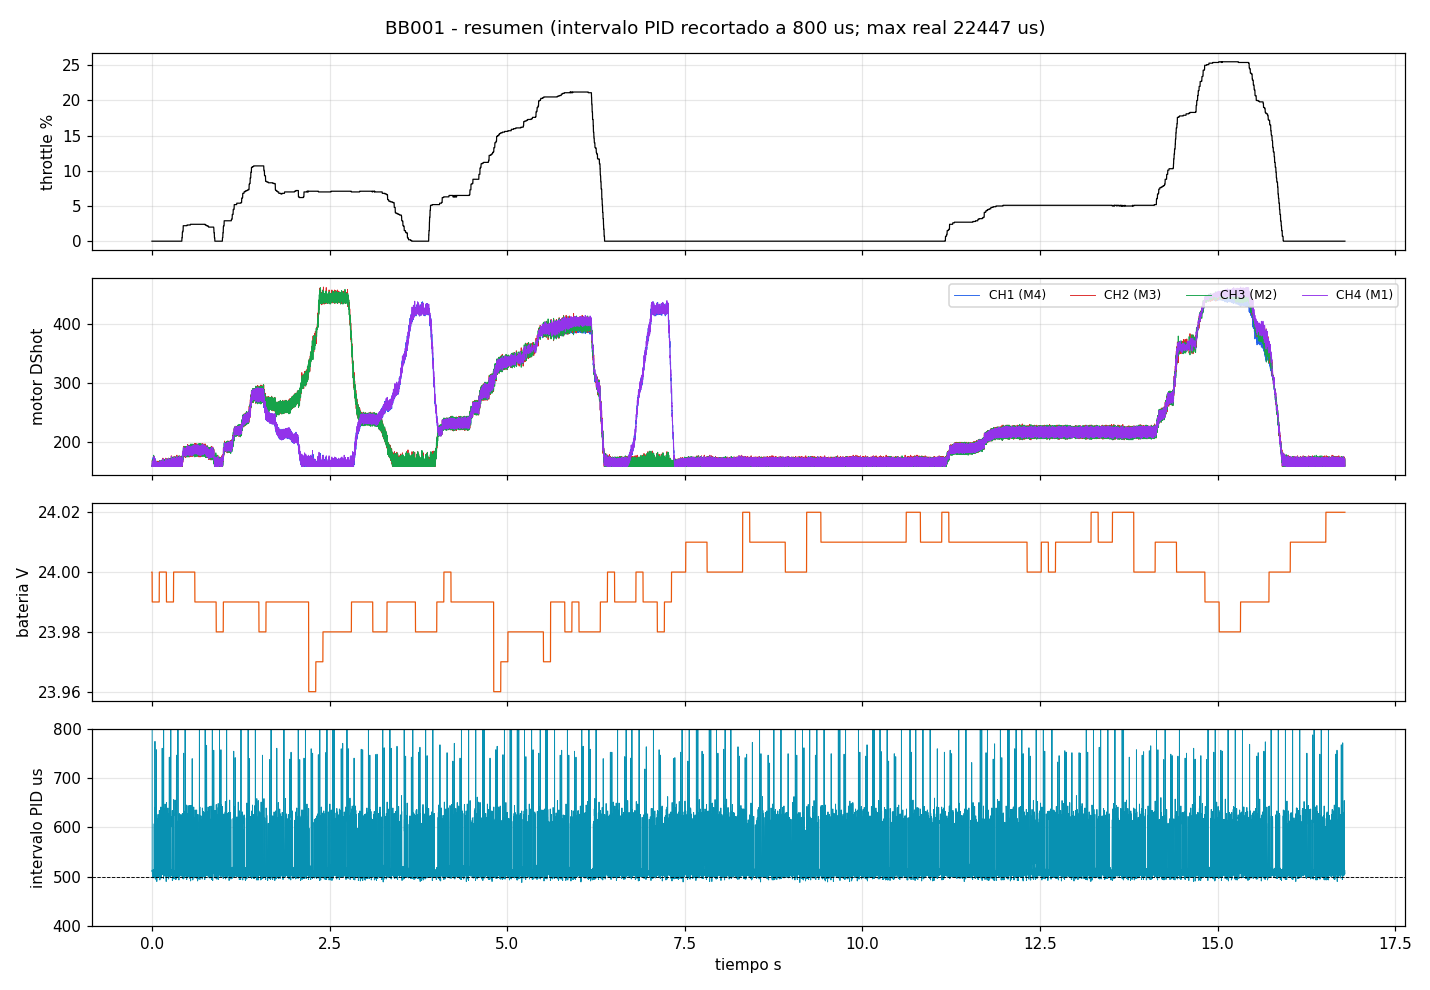 BB001 - resumen (intervalo PID recortado a 800 us; max real 22447 us)
throttle %
25
20
15
10
5
0
motor DShot
400
300
200
CH1 (M4) CH2 (M3) CH3 (M2) CH4 (M1)
bateria V
24.02
24.00
23.98
23.96
intervalo PID us
800
700
600
500
400
0.0 2.5 5.0 7.5 10.0 12.5 15.0 17.5
tiempo s